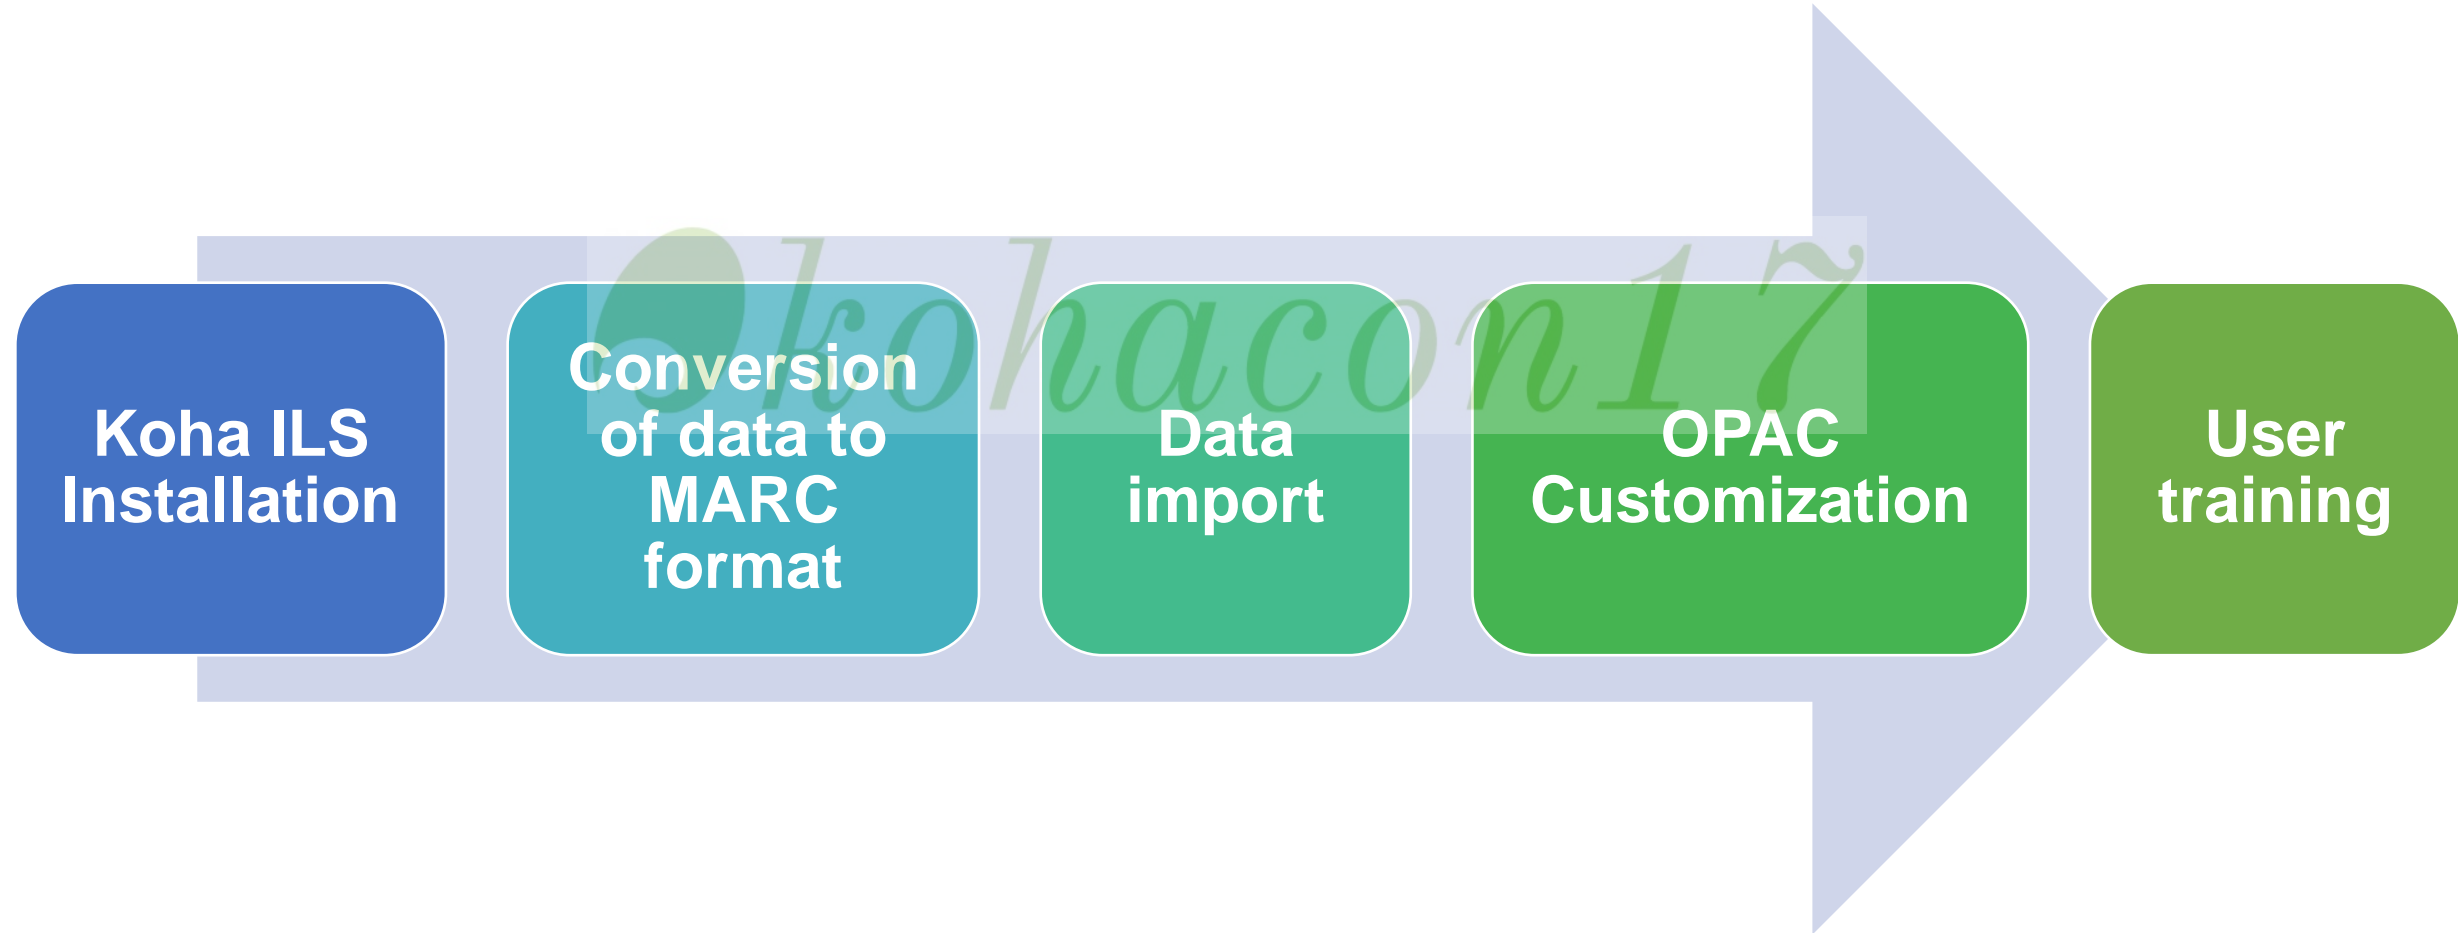 kohacon17
Koha ILS
Installation
Conversion
of data to
MARC
format
Data
import
OPAC
Customization
User
training